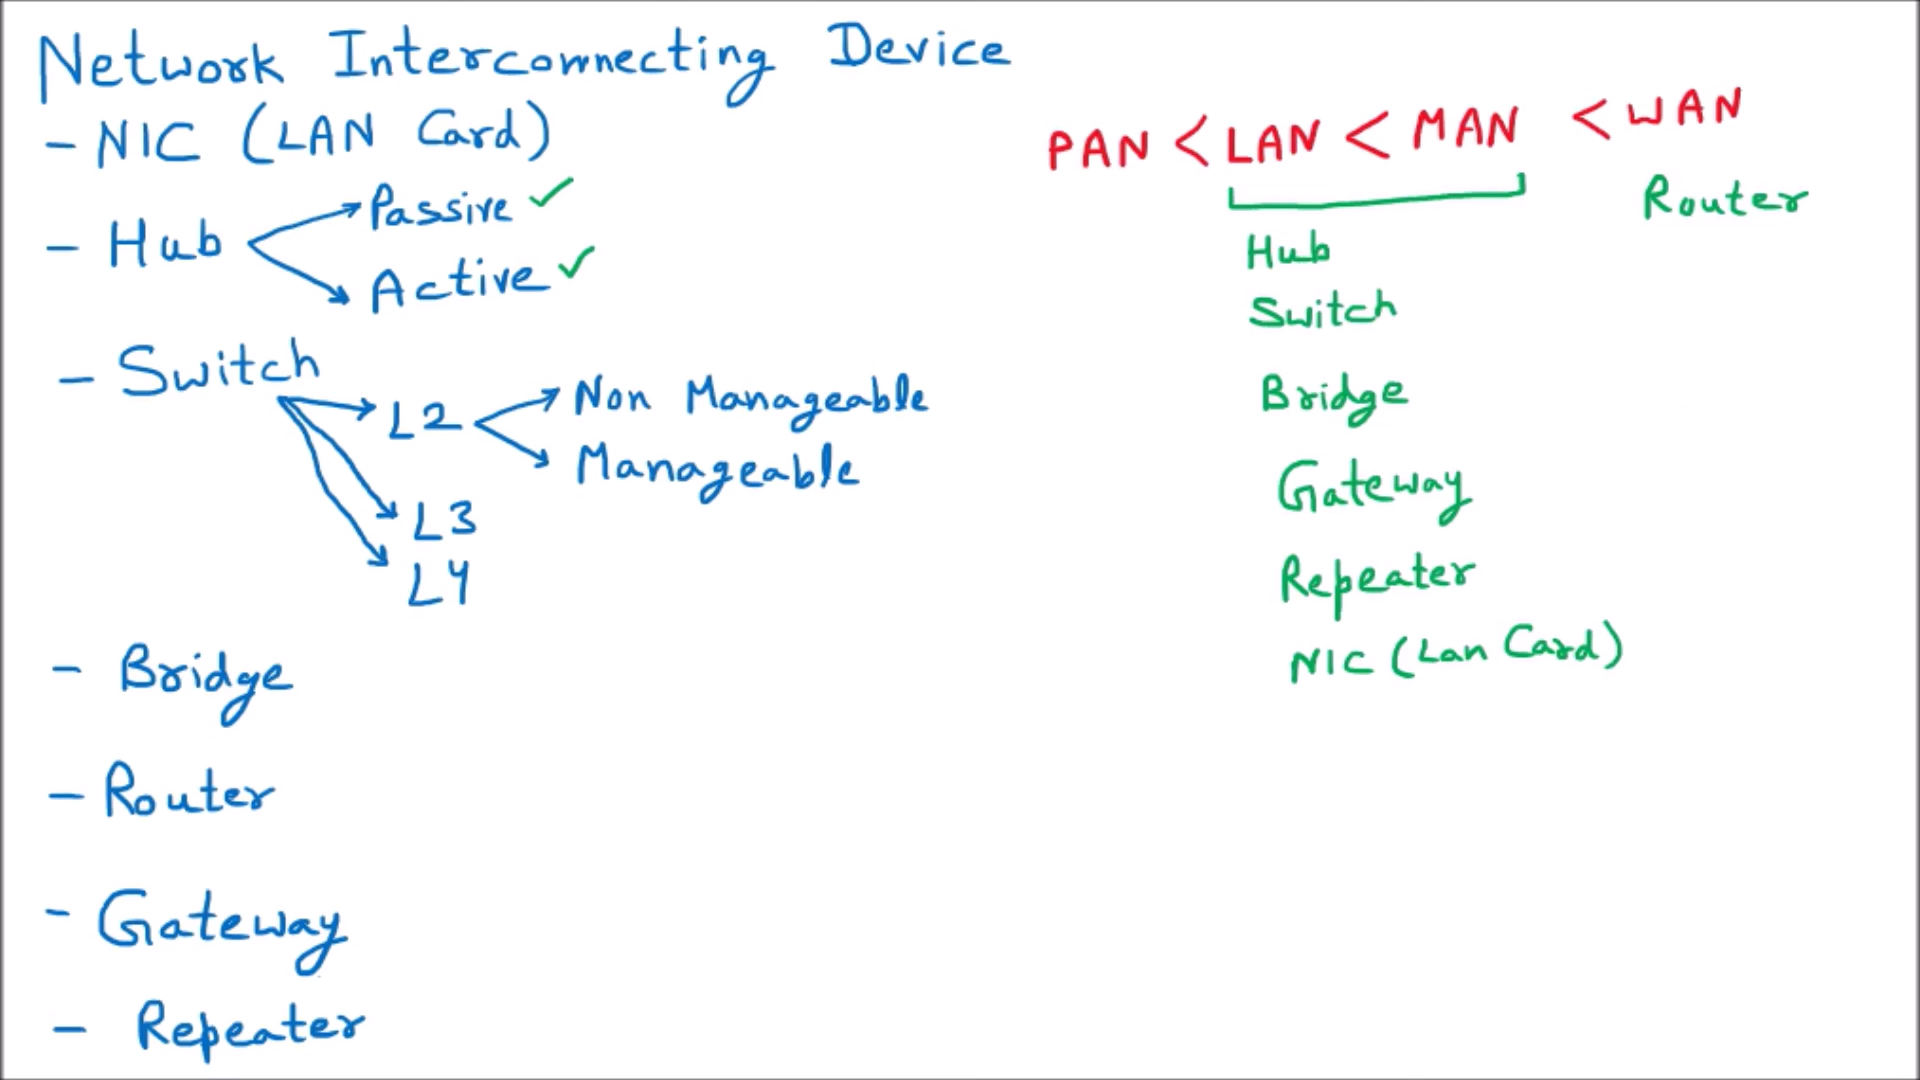 Network Interconnecting Device
- NIC (LAN Card)
- Hub
Passive ✓
Active ✓
- Switch
L2
Non Manageable
Manageable
L3
L4
- Bridge
- Router
- Gateway
- Repeater
PAN < LAN < MAN < WAN
Router
Hub
Switch
Bridge
Gateway
Repeater
NIC (Lan Card)